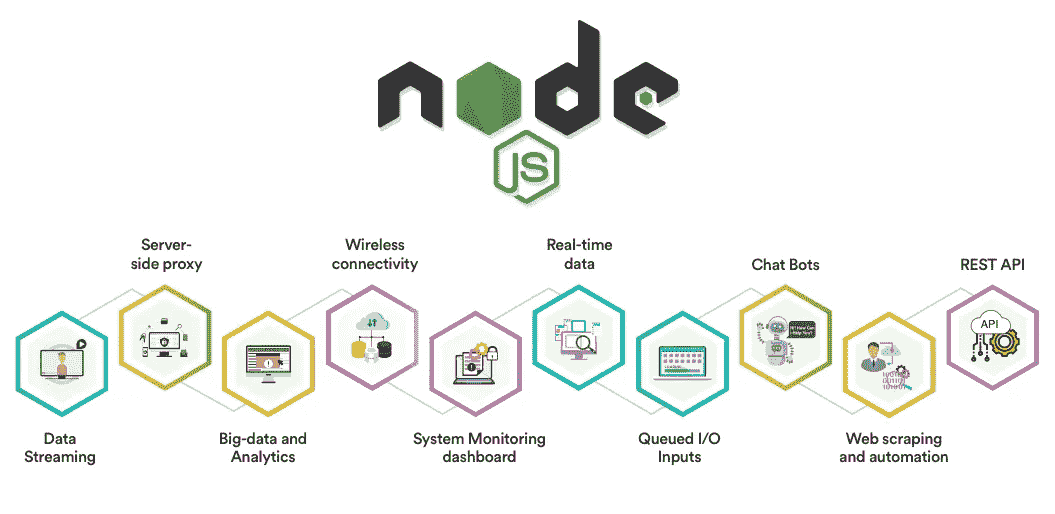 node
JS
Server-
side proxy
Wireless
connectivity
Real-time
data
Chat Bots
REST API
API
Data
Streaming
Big-data and
Analytics
System Monitoring
dashboard
Queued I/O
Inputs
Web scraping
and automation